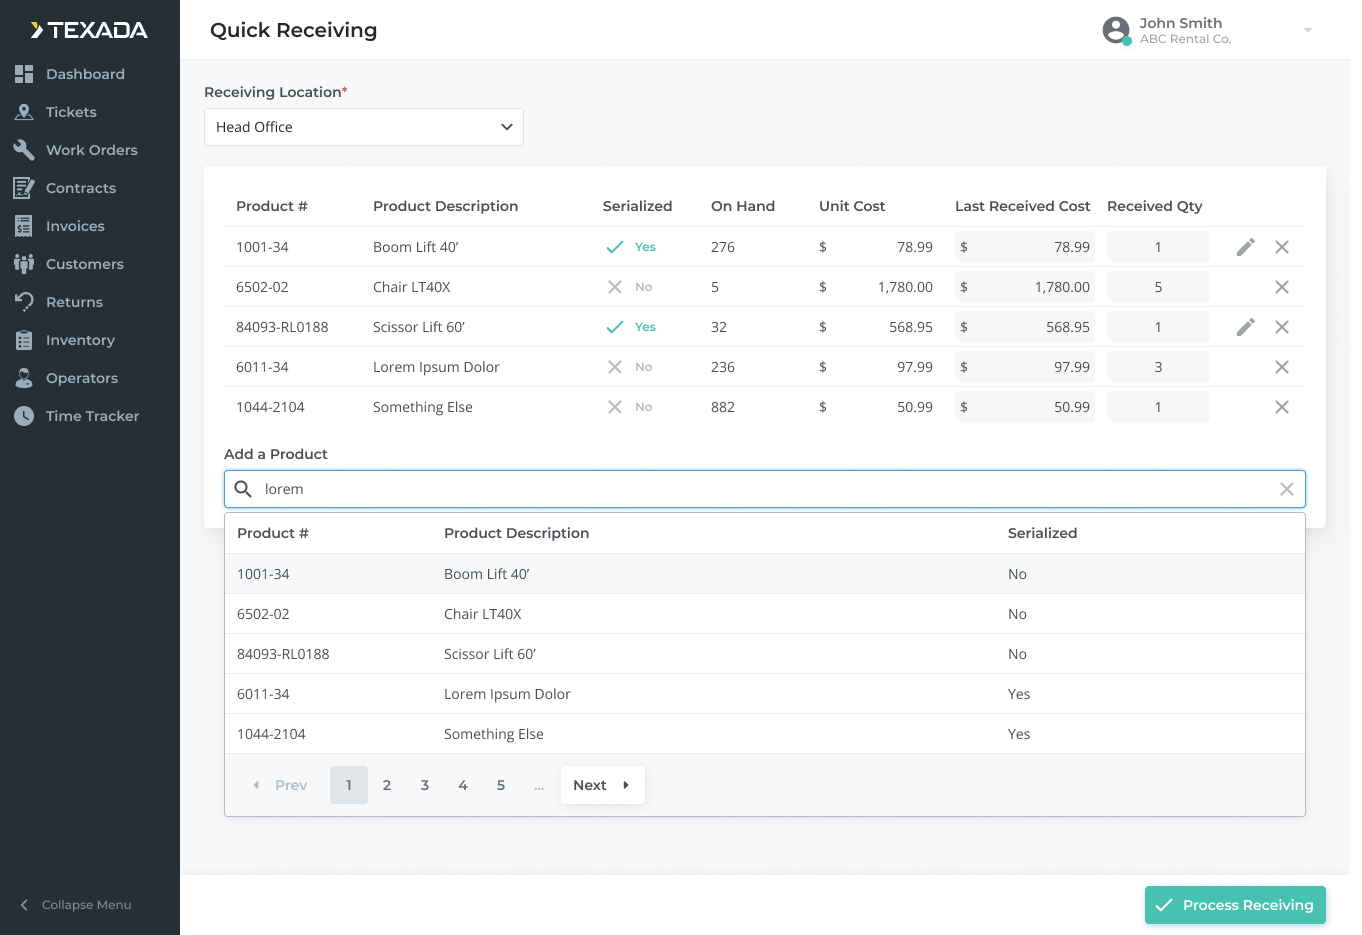 TEXADA
Dashboard
Tickets
Work Orders
Contracts
Invoices
Customers
Returns
Inventory
Operators
Time Tracker
Collapse Menu
Quick Receiving
John Smith
ABC Rental Co.
Receiving Location*
Head Office
Product # Product Description Serialized On Hand Unit Cost Last Received Cost Received Qty
1001-34 Boom Lift 40’ Yes 276 $ 78.99 $ 78.99 1
6502-02 Chair LT40X No 5 $ 1,780.00 $ 1,780.00 5
84093-RL0188 Scissor Lift 60’ Yes 32 $ 568.95 $ 568.95 1
6011-34 Lorem Ipsum Dolor No 236 $ 97.99 $ 97.99 3
1044-2104 Something Else No 882 $ 50.99 $ 50.99 1
Add a Product
lorem
Product # Product Description Serialized
1001-34 Boom Lift 40’ No
6502-02 Chair LT40X No
84093-RL0188 Scissor Lift 60’ No
6011-34 Lorem Ipsum Dolor Yes
1044-2104 Something Else Yes
Prev 1 2 3 4 5 ... Next
Process Receiving